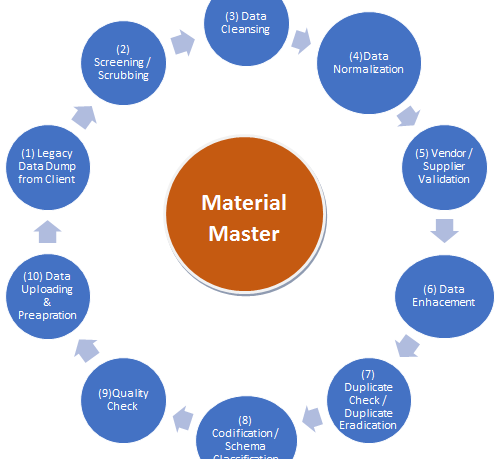 (3) Data
Cleansing
(2)
Screening /
Scrubbing
(4)Data
Normalization
(1) Legacy
Data Dump
from Client
(5) Vendor /
Supplier
Validation
Material
Master
(10) Data
Uploading
&
Preapration
(6) Data
Enhacement
(7)
Duplicate
Check /
Duplicate
Eradication
(9)Quality
Check
(8)
Codification /
Schema
Classification